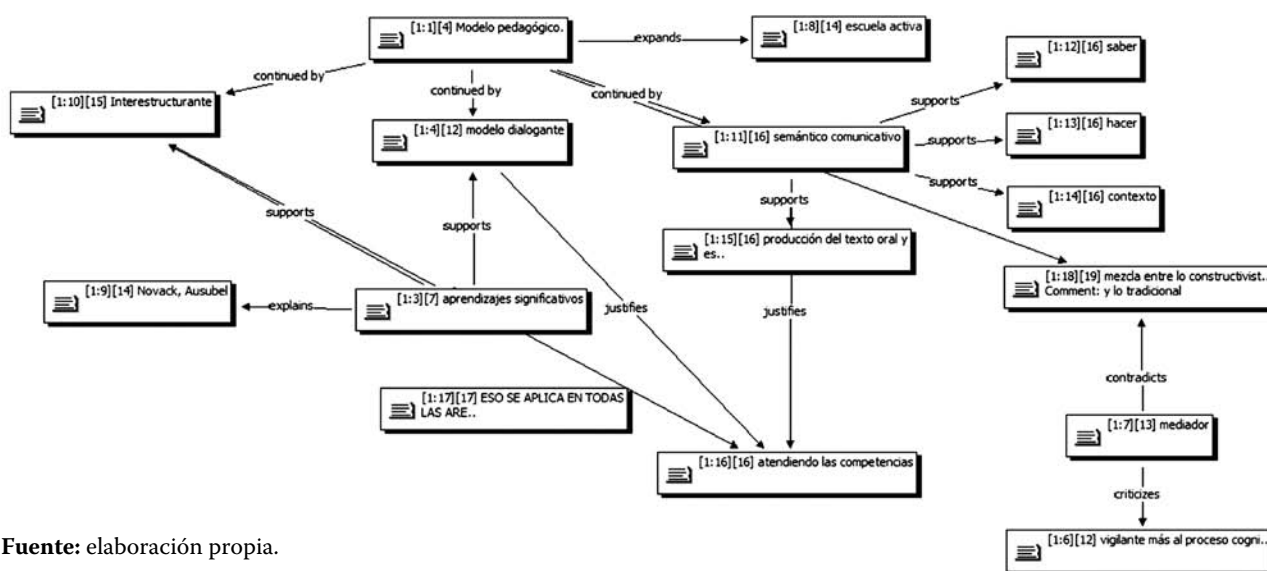 [1:1][4] Modelo pedagógico.
expands
[1:8][14] escuela activa
[1:12][16] saber
continued by
continued by
continued by
supports
[1:10][15] Interestructurante
[1:4][12] modelo dialogante
[1:11][16] semántico comunicativo
supports
[1:13][16] hacer
supports
[1:14][16] contexto
supports
supports
supports
[1:15][16] producción del texto oral y
es..
[1:18][19] mezcla entre lo constructivist..
Comment: y lo tradicional
[1:9][14] Novack, Ausubel
explains
[1:3][7] aprendizajes significativos
justifies
justifies
contradicts
[1:17][17] ESO SE APLICA EN TODAS
LAS ARE..
[1:7][13] mediador
[1:16][16] atendiendo las competencias
criticizes
Fuente: elaboración propia.
[1:6][12] vigilante más al proceso cogni..